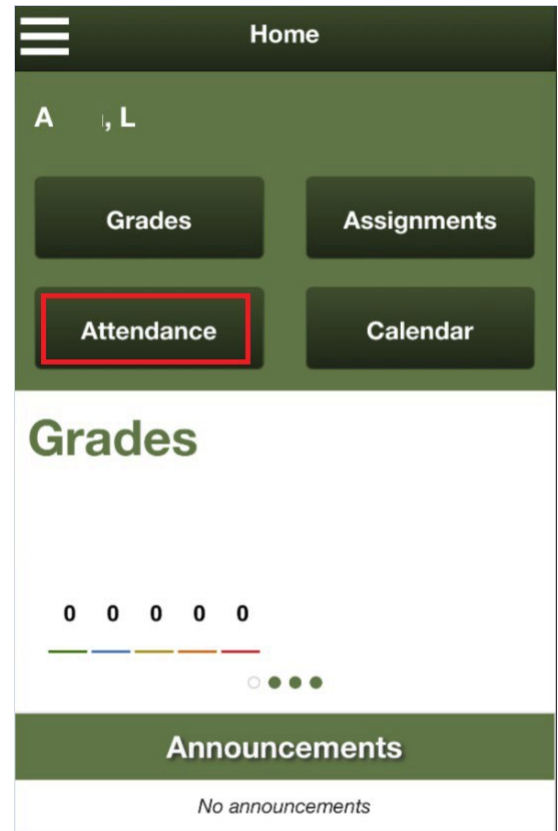 Home
A , L
Grades Assignments
Attendance Calendar
Grades
0 0 0 0 0
Announcements
No announcements